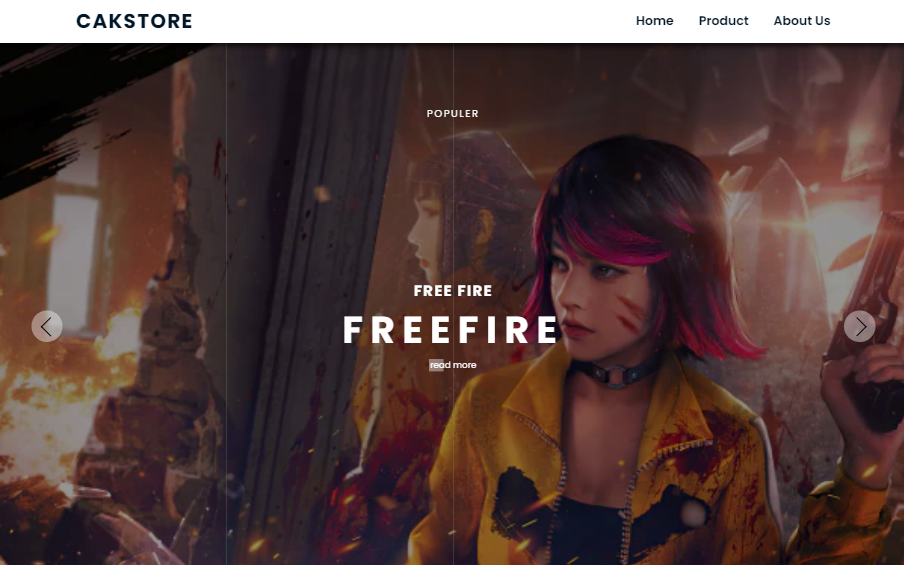 CAKSTORE
Home Product About Us
POPULER
FREE FIRE
FREEFIRE
read more